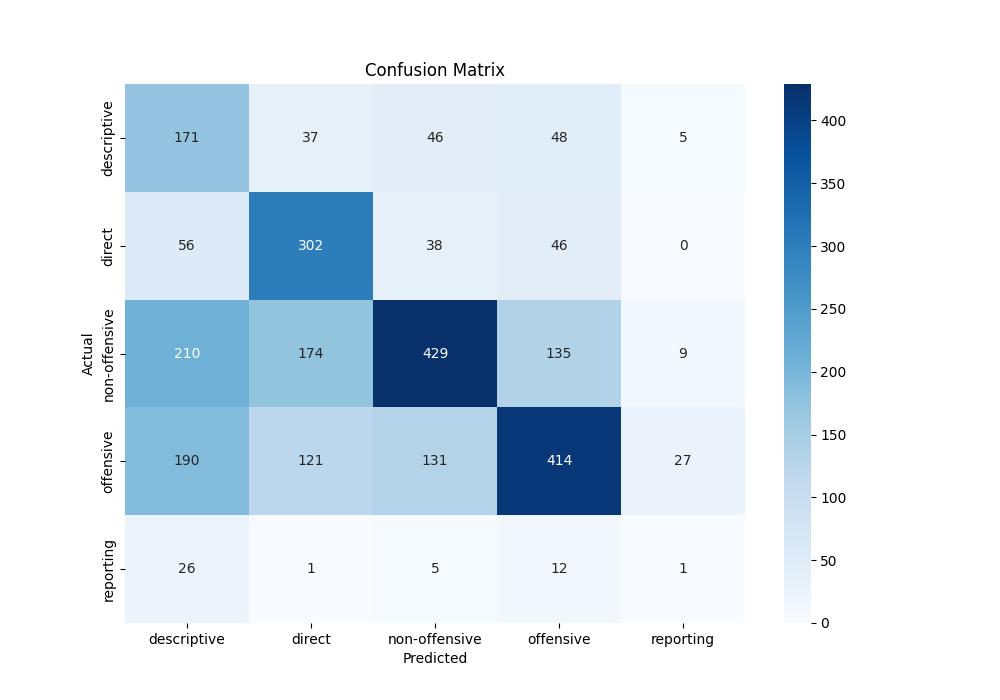 Confusion Matrix
Actual
descriptive 171 37 46 48 5
direct 56 302 38 46 0
non-offensive 210 174 429 135 9
offensive 190 121 131 414 27
reporting 26 1 5 12 1
descriptive direct non-offensive offensive reporting
Predicted
400
350
300
250
200
150
100
50
0